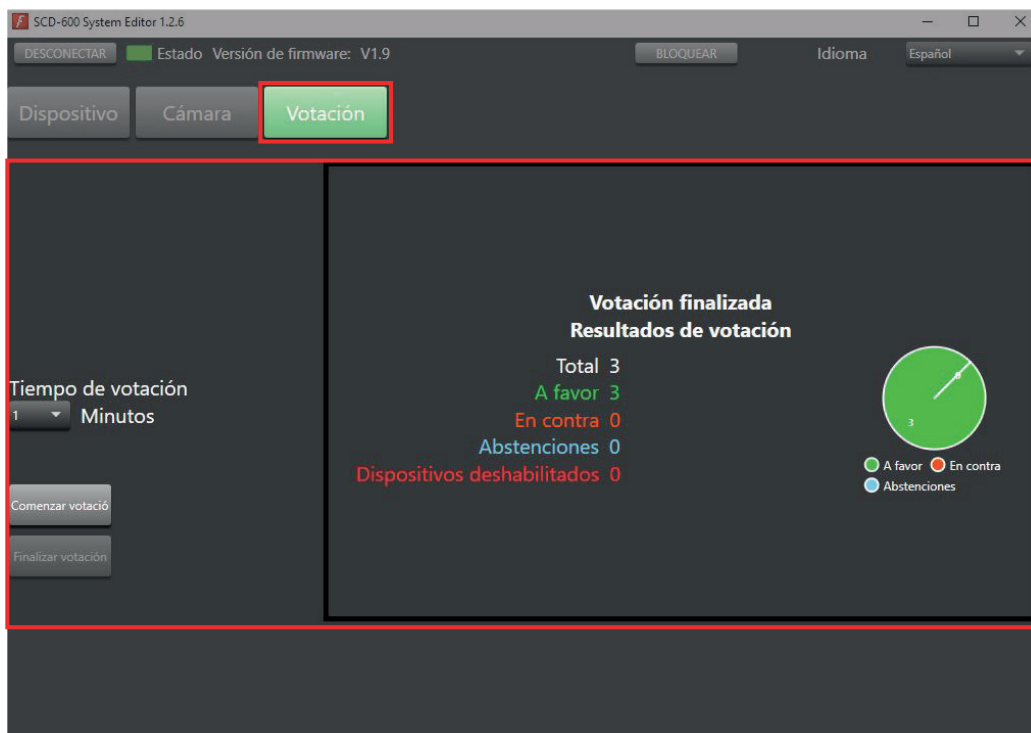 SCD-600 System Editor 1.2.6
DESCONECTAR Estado Versión de firmware: V1.9 BLOQUEAR Idioma Español
Dispositivo Cámara Votación
Votación finalizada
Resultados de votación
Total 3
A favor 3
En contra 0
Abstenciones 0
Dispositivos deshabilitados 0
Tiempo de votación
1 Minutos
Comenzar votació
Finalizar votación
0
3
A favor En contra
Abstenciones